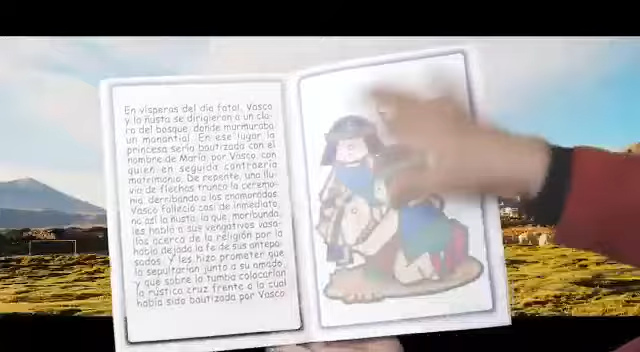 En vísperas del día fatal, Vasco
y la ñusta se dirigieron a un cla-
ro del bosque, donde murmuraba
un manantial. En ese lugar la
princesa sería bautizada con el
nombre de María, por Vasco, con
quien en seguida contraería
matrimonio. De repente, una llu-
via de flechas trunca la ceremo-
nia, derribando a los enamorados.
Vasco falleció casi de inmediato,
no así la ñusta, la que, moribunda,
les habló a sus vengativos vasa-
llos acerca de la religión por la
había dejado la fe de sus antepa-
sados. Y les hizo prometer que
la sepultarían junto a su amado,
y que sobre la tumba colocarían
la rústica cruz frente a la cual
había sido bautizada por Vasco.